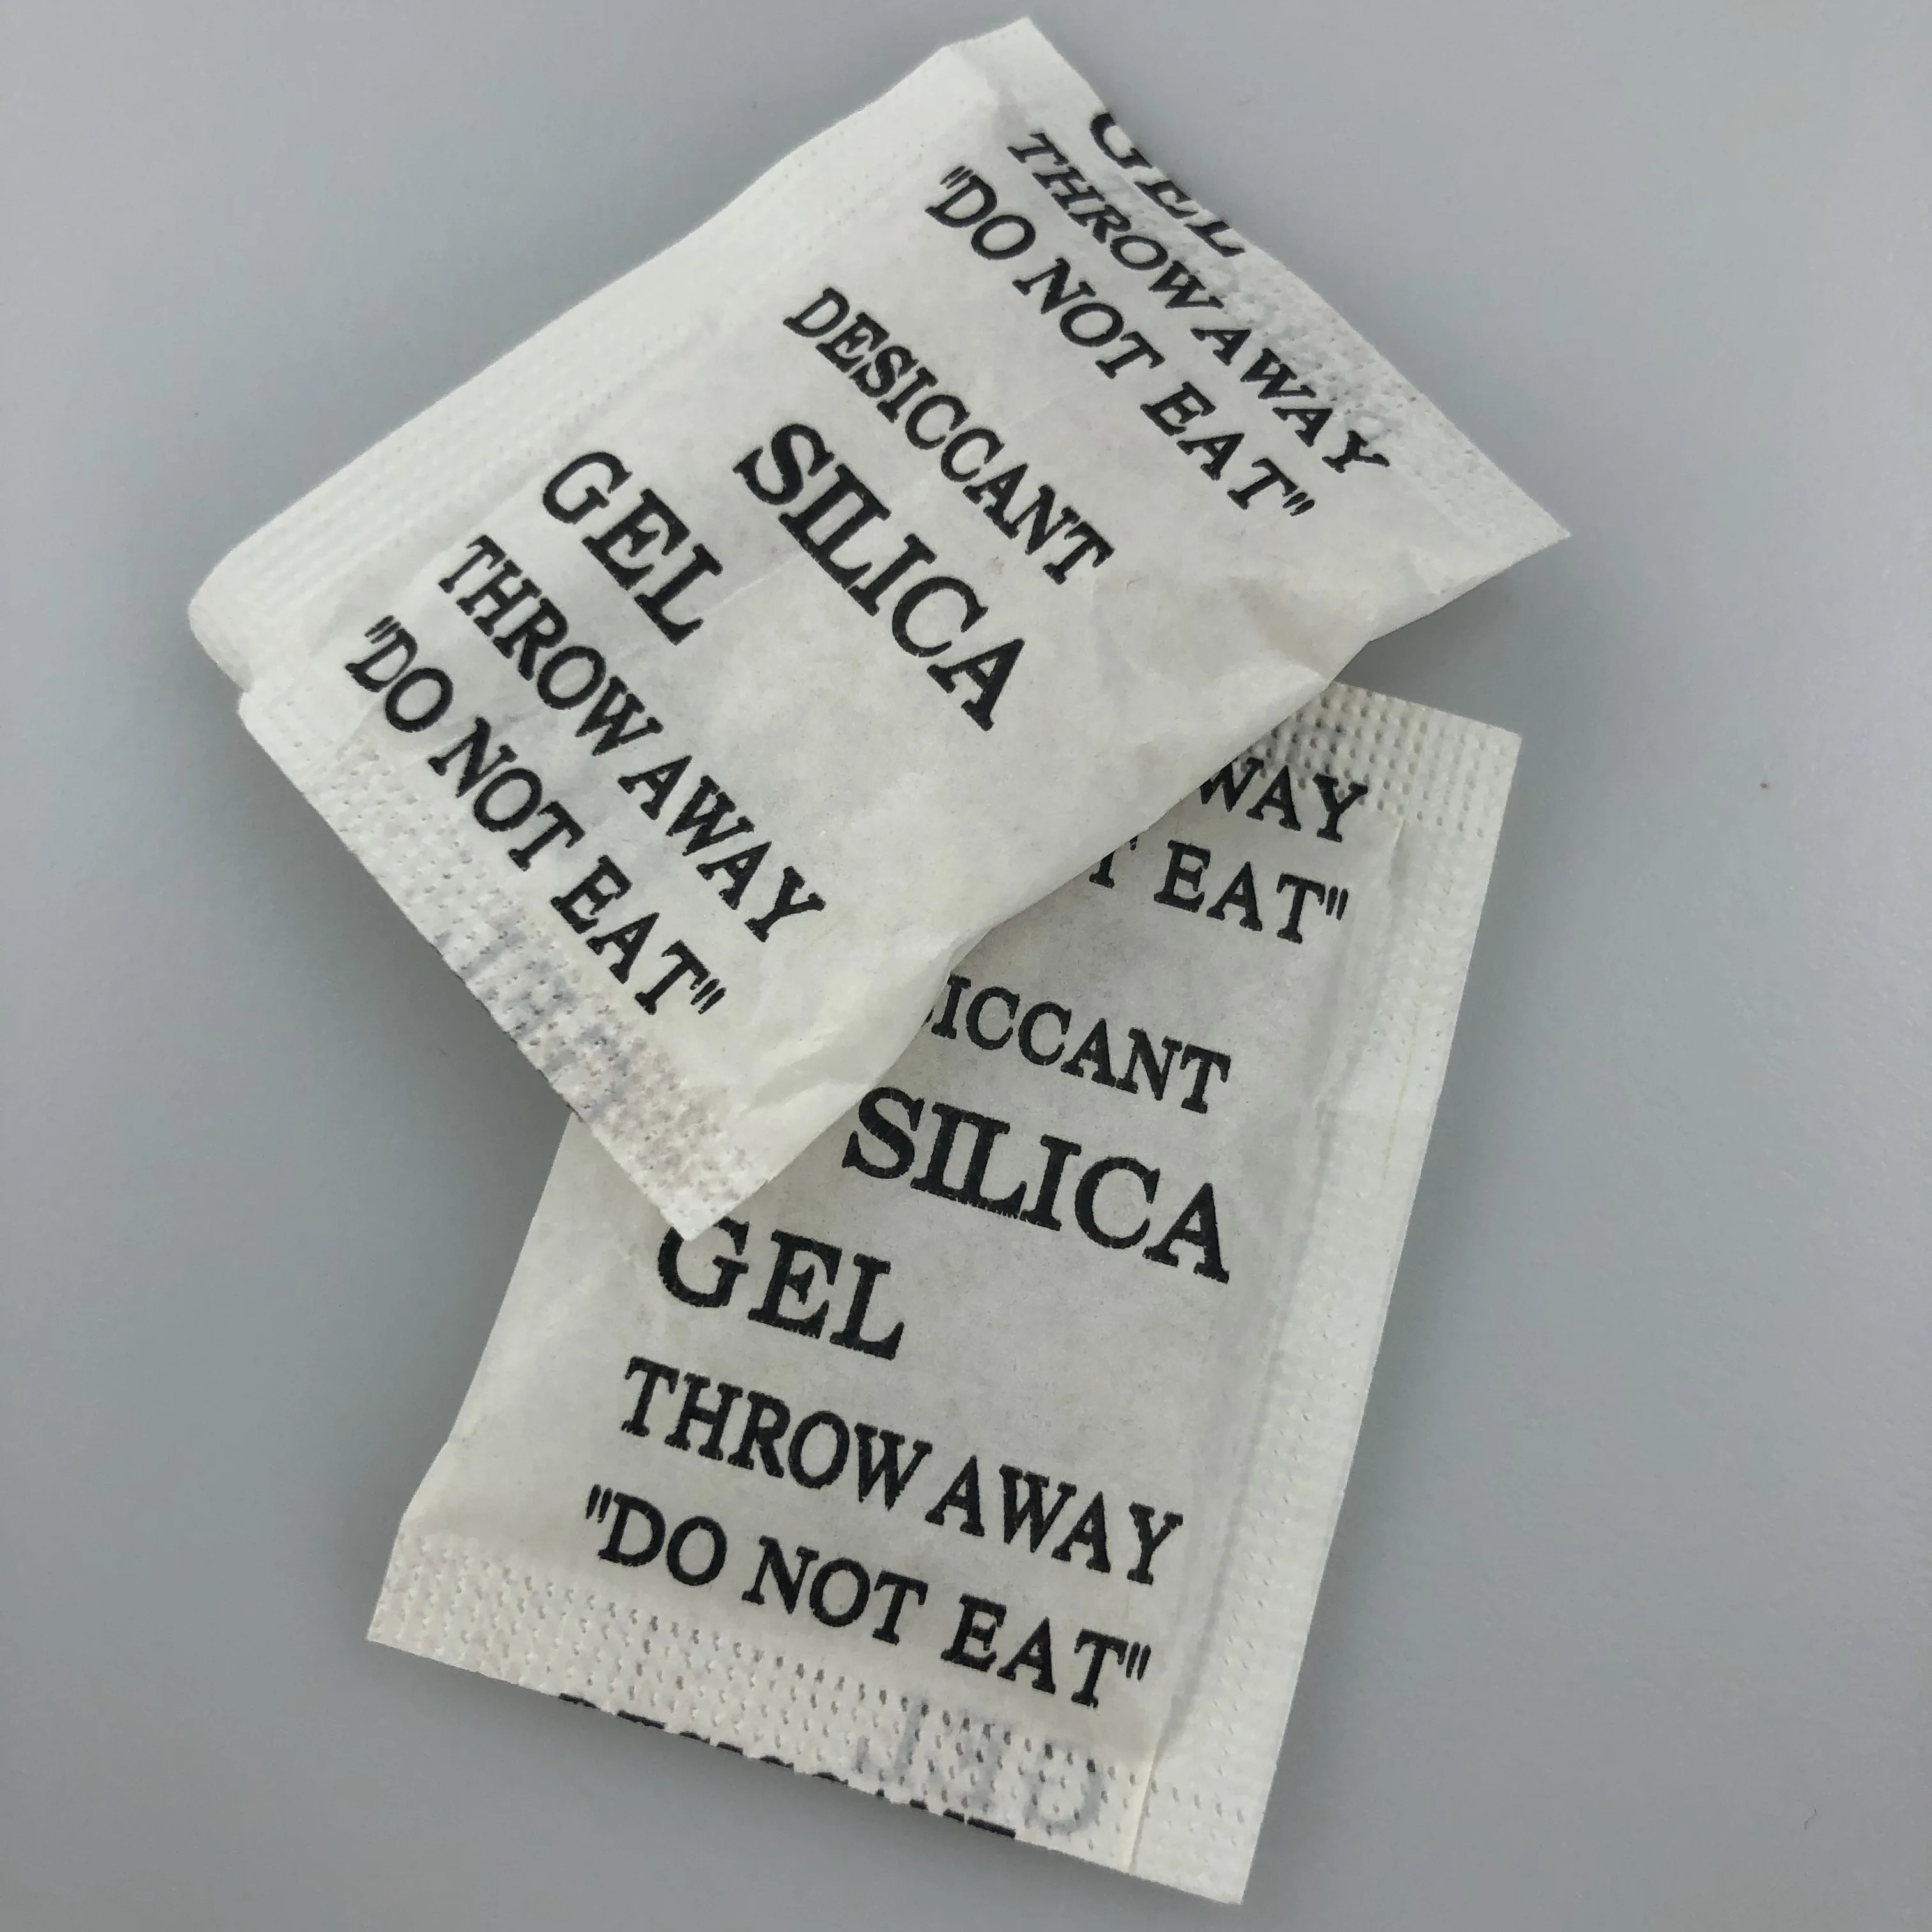 GEL
THROW AWAY
"DO NOT EAT"
DESICCANT
SILICA
GEL
THROW AWAY
"DO NOT EAT"
WAY
T EAT"
ICCANT
SILICA
GEL
THROW AWAY
"DO NOT EAT"
GEL